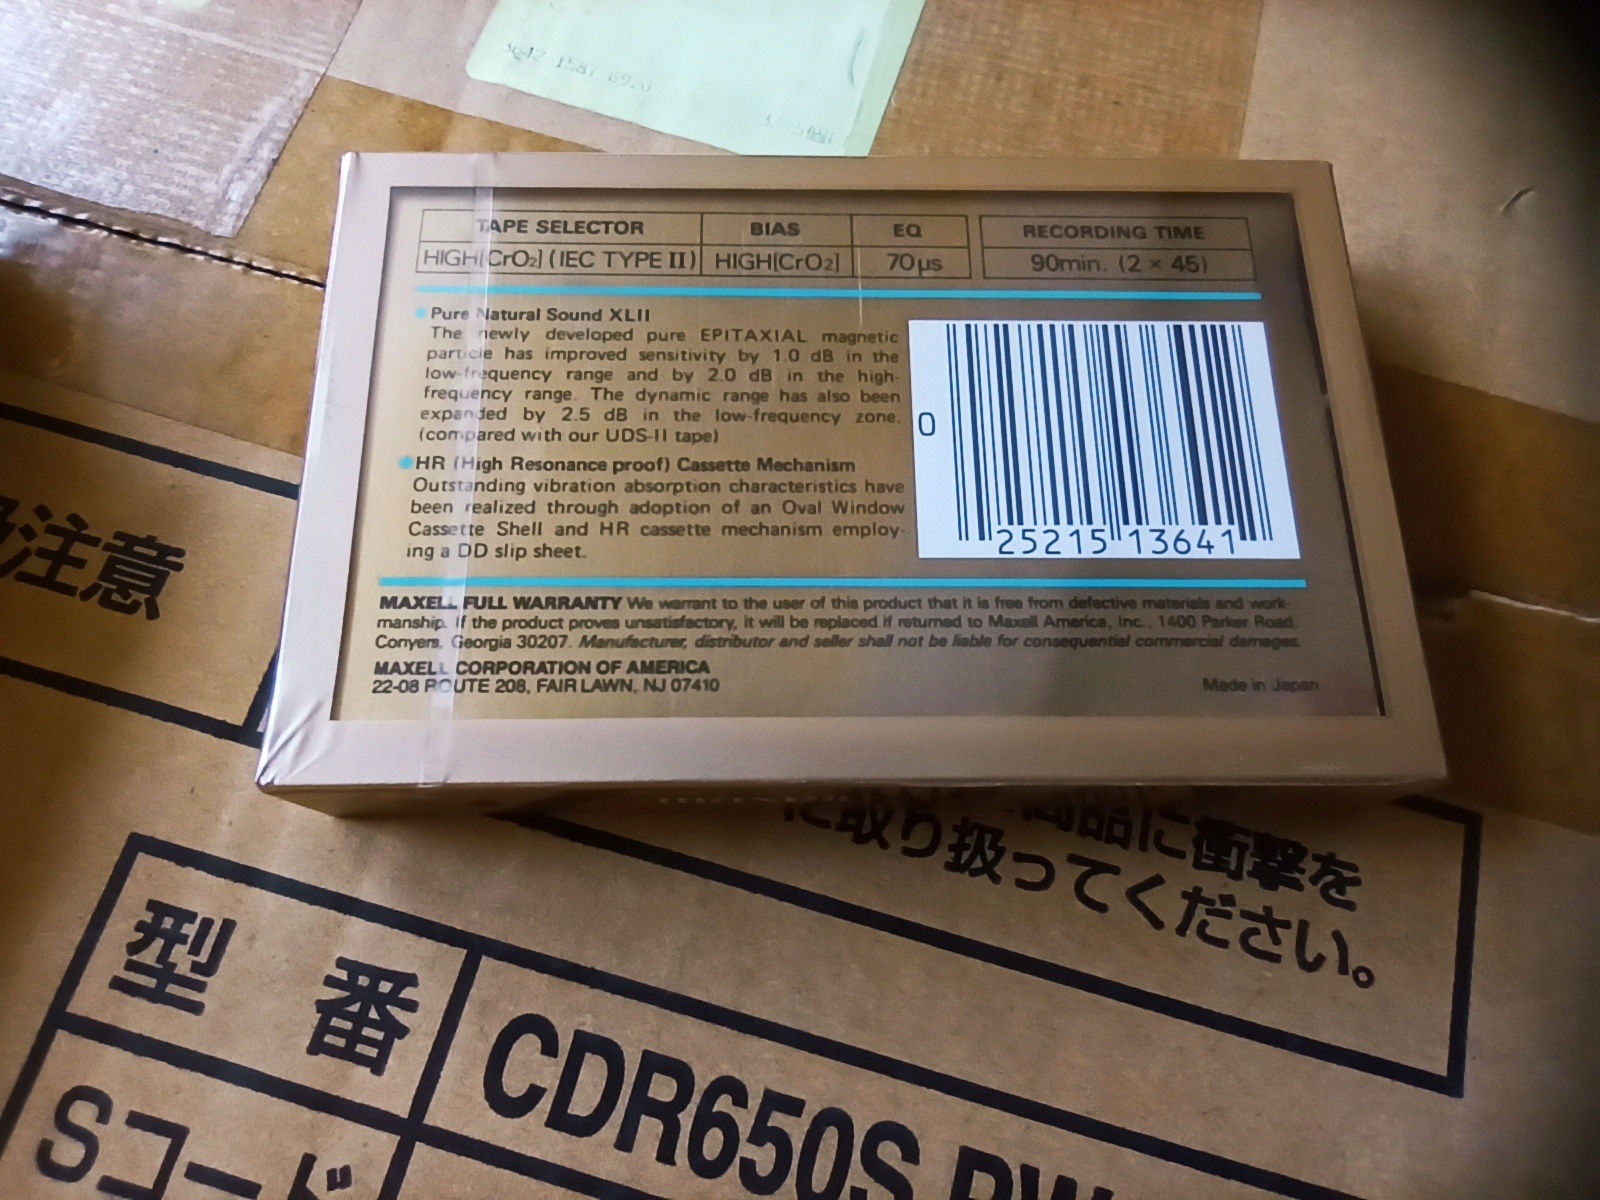 TAPE SELECTOR BIAS EQ RECORDING TIME
HIGH[CrO₂] (IEC TYPE II) HIGH[CrO₂] 70μs 90min. (2 × 45)
Pure Natural Sound XLII
The newly developed pure EPITAXIAL magnetic
particle has improved sensitivity by 1.0 dB in the
low-frequency range and by 2.0 dB in the high-
frequency range. The dynamic range has also been
expanded by 2.5 dB in the low-frequency zone.
(compared with our UDS-II tape)
HR (High Resonance proof) Cassette Mechanism
Outstanding vibration absorption characteristics have
been realized through adoption of an Oval Window
Cassette Shell and HR cassette mechanism employ-
ing a DD slip sheet.
0 25215 13641
MAXELL FULL WARRANTY We warrant to the user of this product that it is free from defective materials and work-
manship. If the product proves unsatisfactory, it will be replaced if returned to Maxell America, Inc., 1400 Parker Road,
Conyers, Georgia 30207. Manufacturer, distributor and seller shall not be liable for consequential commercial damages.
MAXELL CORPORATION OF AMERICA
22-08 ROUTE 208, FAIR LAWN, NJ 07410
Made in Japan
注意
商品に衝撃を
に取り扱ってください。
型番 CDR650S
Sコード